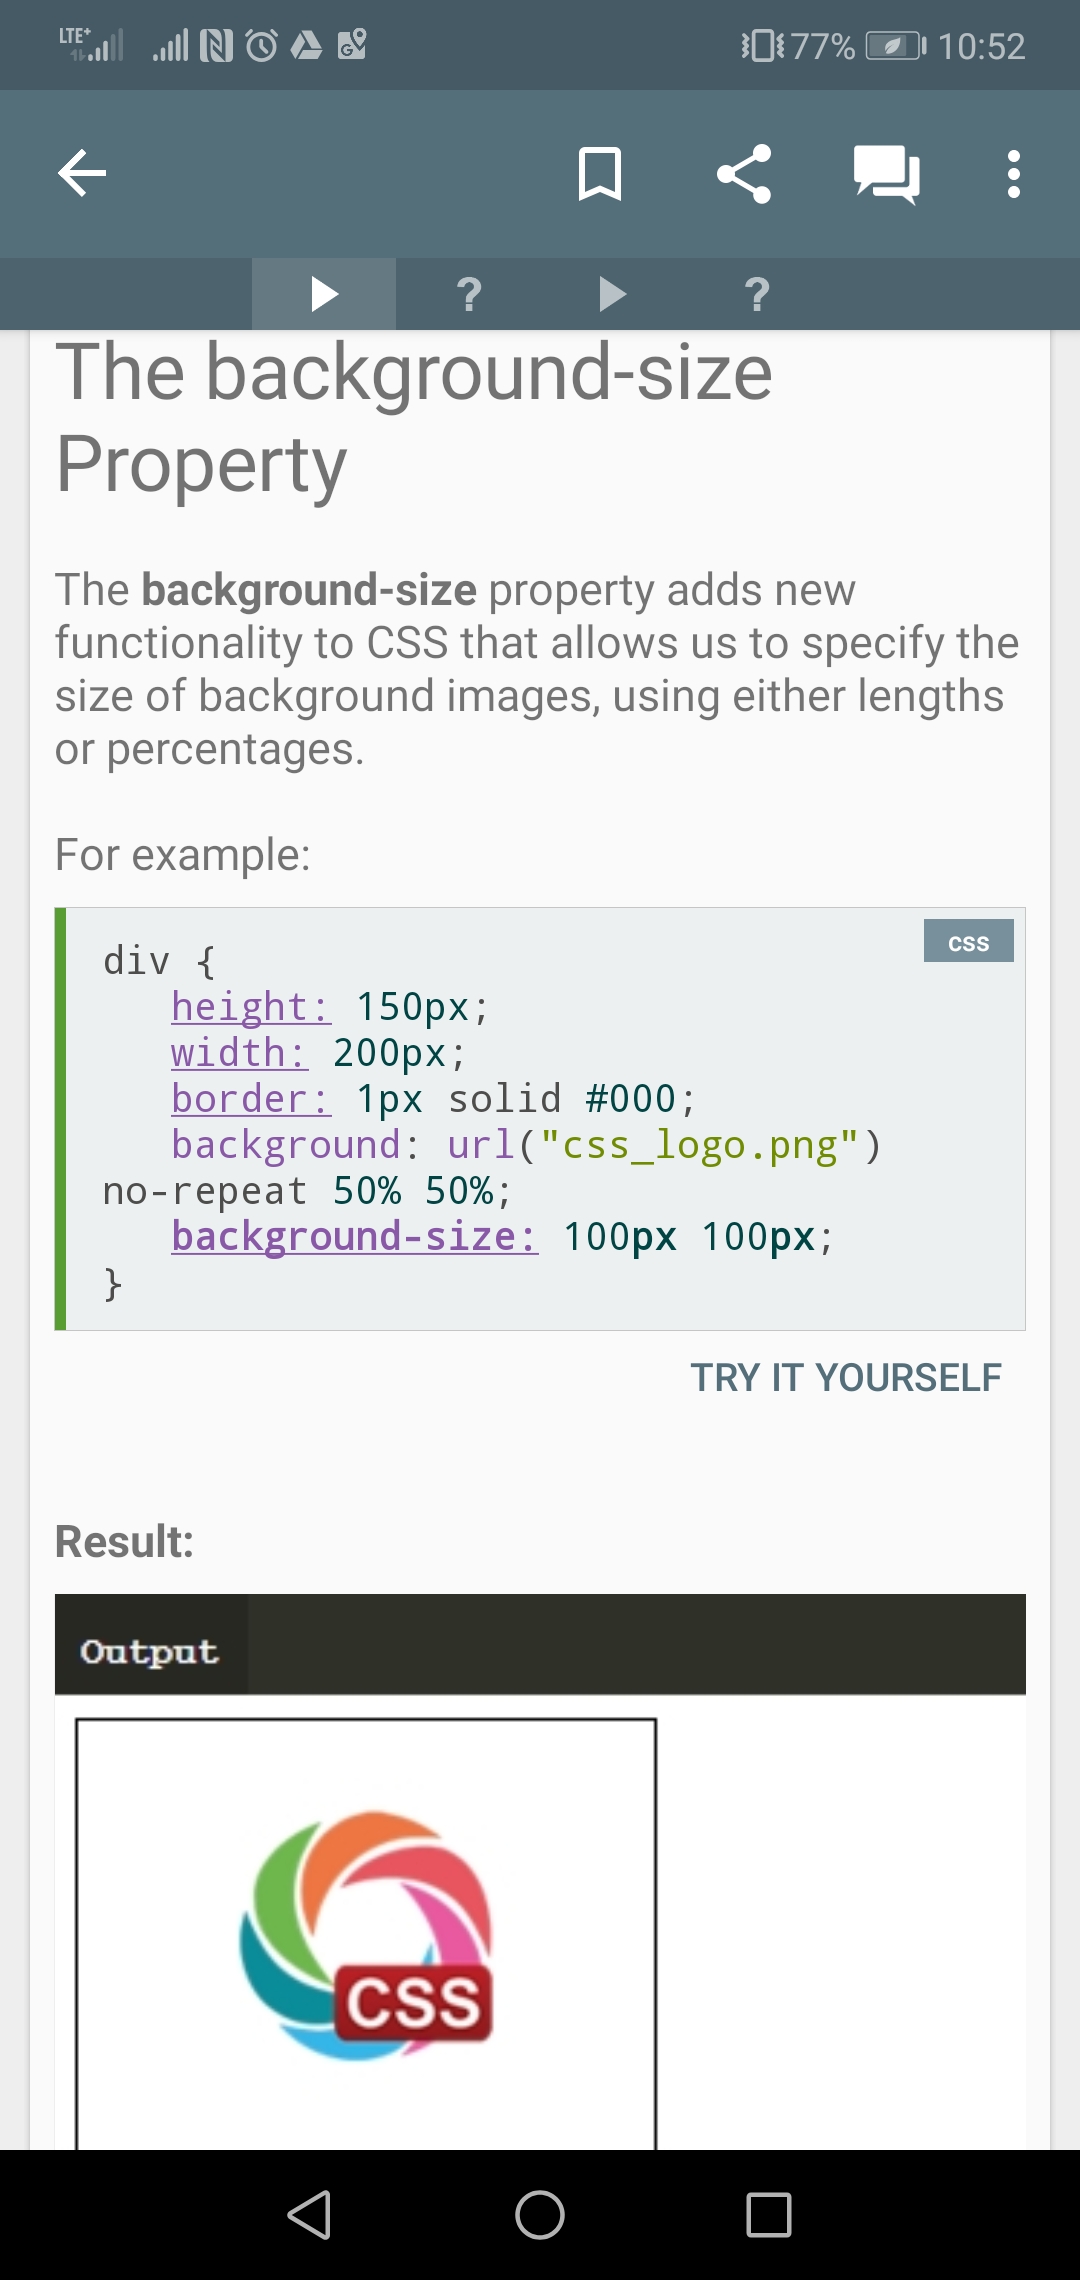 LTE+ 77% 10:52
? ?
The background-size
Property
The background-size property adds new
functionality to CSS that allows us to specify the
size of background images, using either lengths
or percentages.
For example:
css
div {
height: 150px;
width: 200px;
border: 1px solid #000;
background: url("css_logo.png")
no-repeat 50% 50%;
background-size: 100px 100px;
}
TRY IT YOURSELF
Result:
Output
CSS